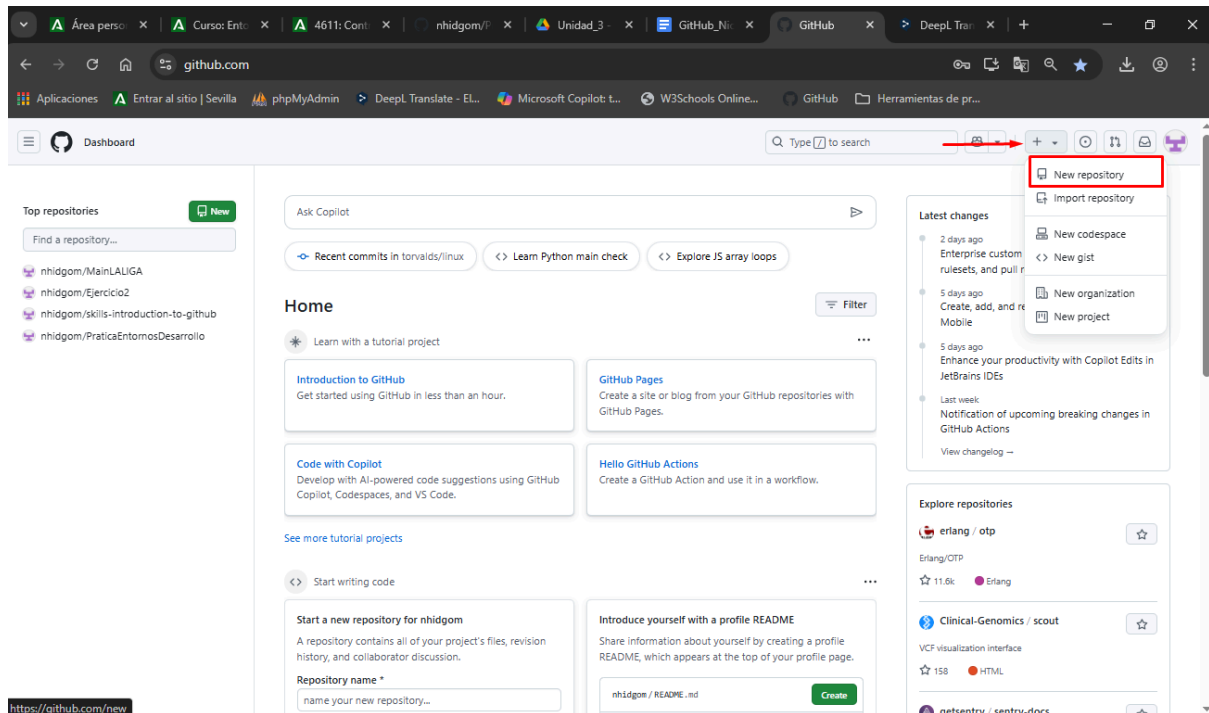 Área perso
Curso: Ento
4611: Cont
nhidgom/P
Unidad_3 -
GitHub_Nic
GitHub
DeepL Tran
github.com
Aplicaciones
Entrar al sitio | Sevilla
phpMyAdmin
DeepL Translate - EL...
Microsoft Copilot: t...
W3Schools Online...
GitHub
Herramientas de pr...
Dashboard
Type / to search
New repository
Import repository
New codespace
New gist
New organization
New project
Top repositories
New
Find a repository...
nhidgom/MainLALIGA
nhidgom/Ejercicio2
nhidgom/skills-introduction-to-github
nhidgom/PraticaEntornosDesarrollo
Ask Copilot
Recent commits in torvalds/linux
Learn Python main check
Explore JS array loops
Home
Filter
Learn with a tutorial project
Introduction to GitHub
Get started using GitHub in less than an hour.
GitHub Pages
Create a site or blog from your GitHub repositories with
GitHub Pages.
Code with Copilot
Develop with AI-powered code suggestions using GitHub
Copilot, Codespaces, and VS Code.
Hello GitHub Actions
Create a GitHub Action and use it in a workflow.
See more tutorial projects
Start writing code
Start a new repository for nhidgom
A repository contains all of your project's files, revision
history, and collaborator discussion.
Repository name *
name your new repository...
Introduce yourself with a profile README
Share information about yourself by creating a profile
README, which appears at the top of your profile page.
nhidgom / README.md
Create
Latest changes
2 days ago
Enterprise custom
rulesets, and pull r
5 days ago
Create, add, and re
Mobile
5 days ago
Enhance your productivity with Copilot Edits in
JetBrains IDEs
Last week
Notification of upcoming breaking changes in
GitHub Actions
View changelog →
Explore repositories
erlang / otp
Erlang/OTP
11.6k
Erlang
Clinical-Genomics / scout
VCF visualization interface
158
HTML
getsentry / sentry-docs
https://github.com/new